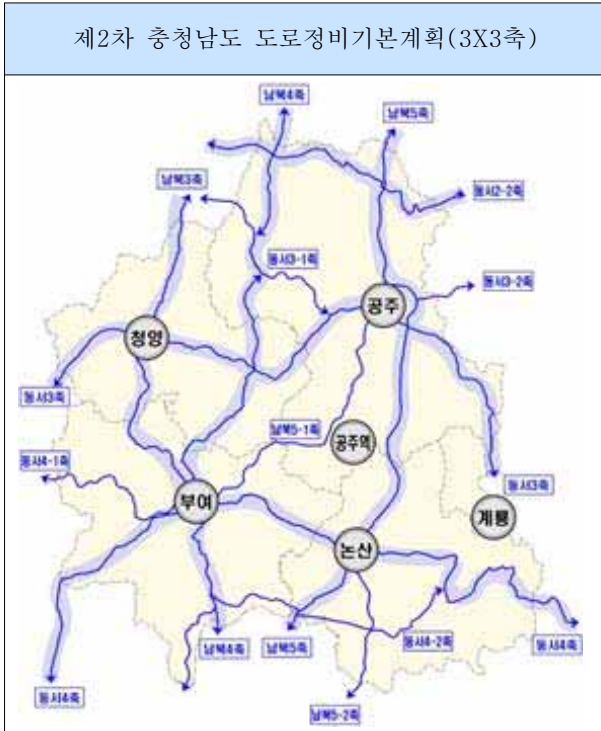 제2차 충청남도 도로정비기본계획(3X3축)
남북4축
남북5축
남북3축
동서2-2축
동서3-1축
동서3-2축
공주
청양
동서3축
남북5-1축
공주역
동서4-1축
동서3축
부여
계룡
논산
남북4축
남북5축
동서4-2축
동서4축
동서4축
남북5-2축